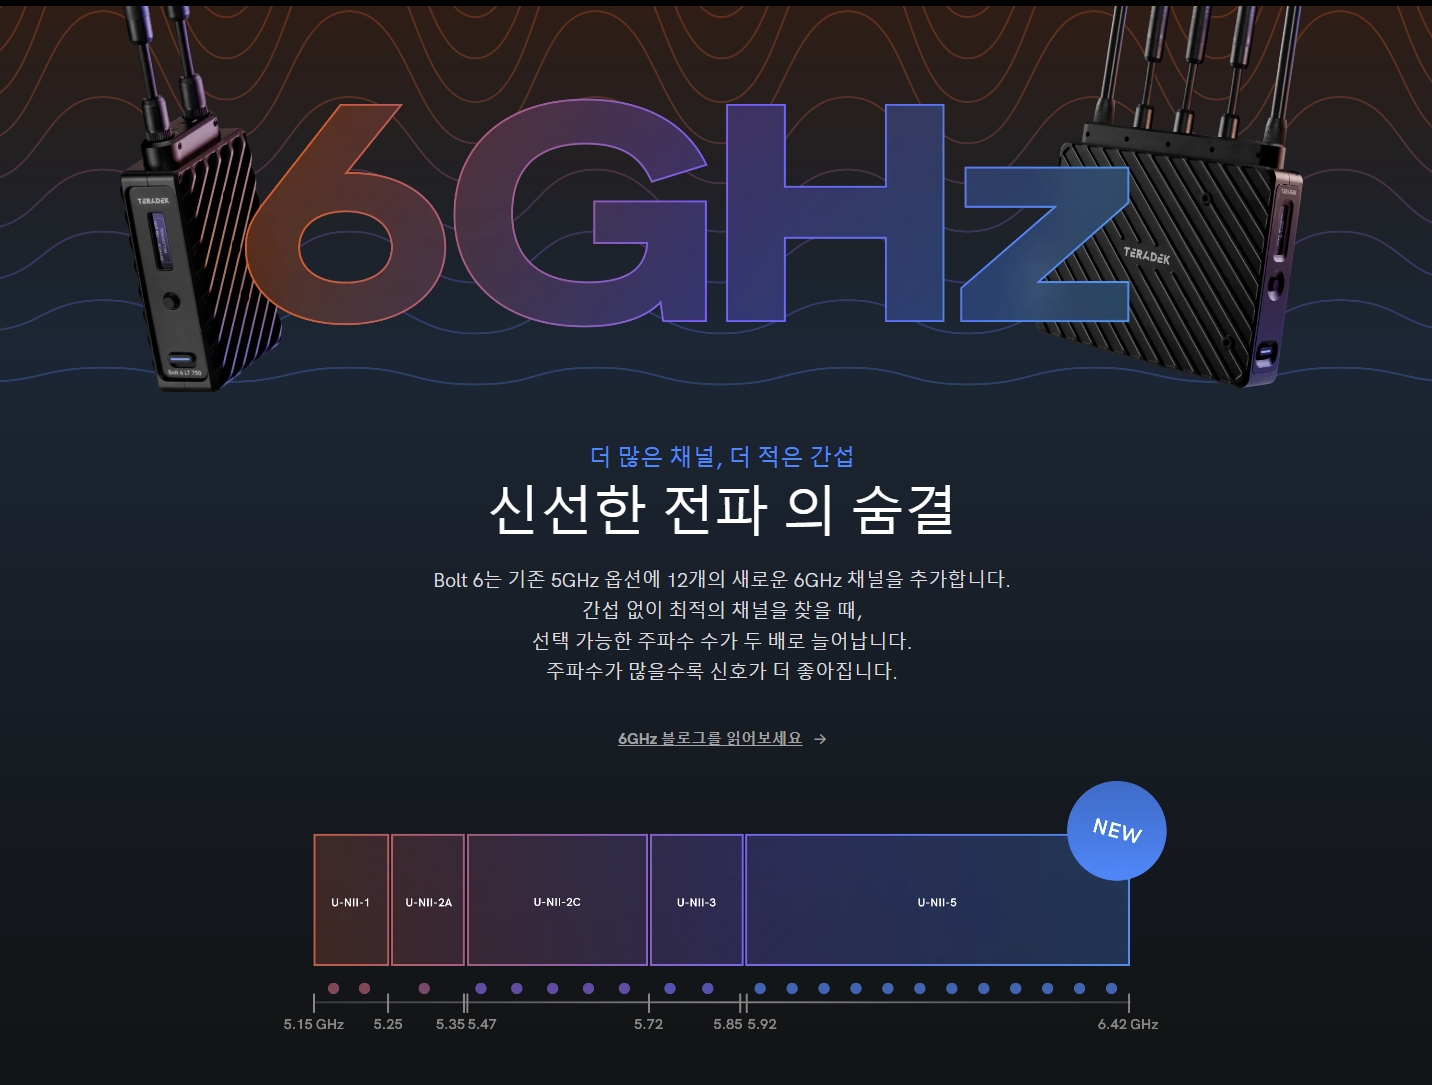 6GHz
TERADEK
Bolt 6 LT 750
TERADEK
TERADEK
더 많은 채널, 더 적은 간섭
신선한 전파 의 숨결
Bolt 6는 기존 5GHz 옵션에 12개의 새로운 6GHz 채널을 추가합니다.
간섭 없이 최적의 채널을 찾을 때,
선택 가능한 주파수 수가 두 배로 늘어납니다.
주파수가 많을수록 신호가 더 좋아집니다.
6GHz 블로그를 읽어보세요 →
NEW
U-NII-1 U-NII-2A U-NII-2C U-NII-3 U-NII-5
5.15 GHz 5.25 5.35 5.47 5.72 5.85 5.92 6.42 GHz